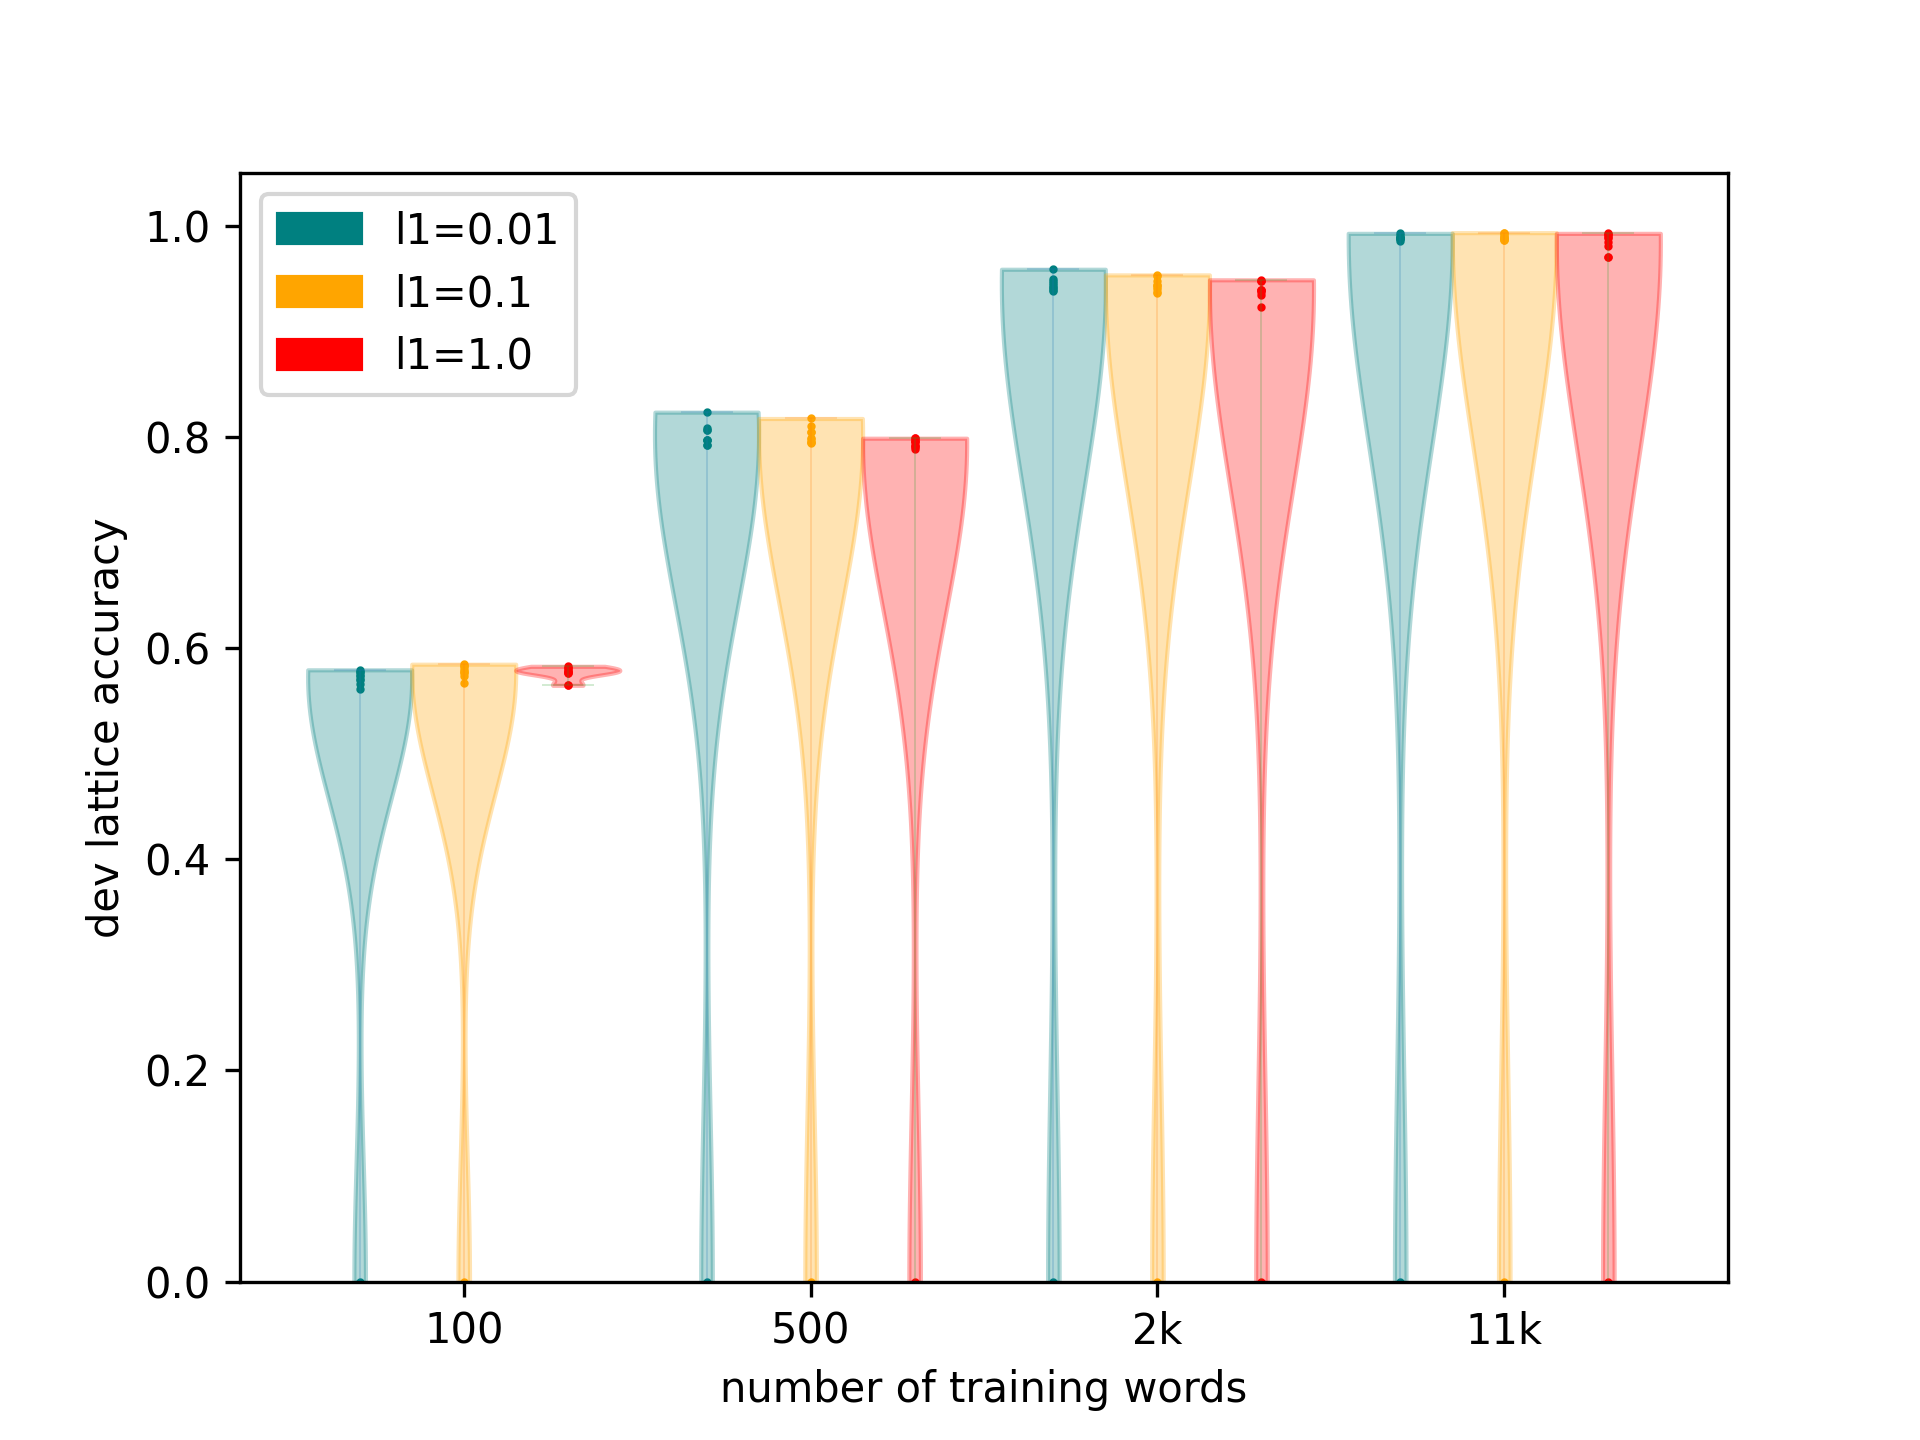 l1=0.01
l1=0.1
l1=1.0
1.0
0.8
0.6
0.4
0.2
0.0
dev lattice accuracy
100 500 2k 11k
number of training words